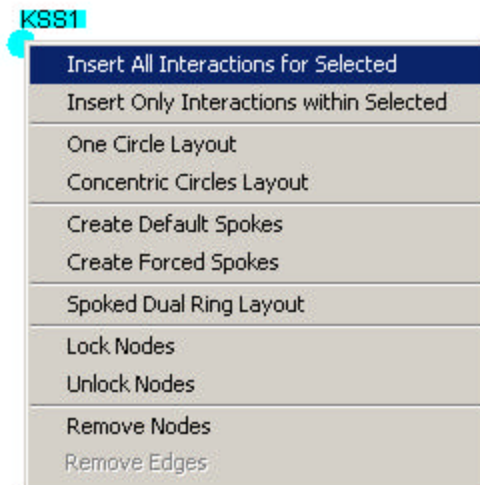 KSS1
Insert All Interactions for Selected
Insert Only Interactions within Selected
One Circle Layout
Concentric Circles Layout
Create Default Spokes
Create Forced Spokes
Spoked Dual Ring Layout
Lock Nodes
Unlock Nodes
Remove Nodes
Remove Edges